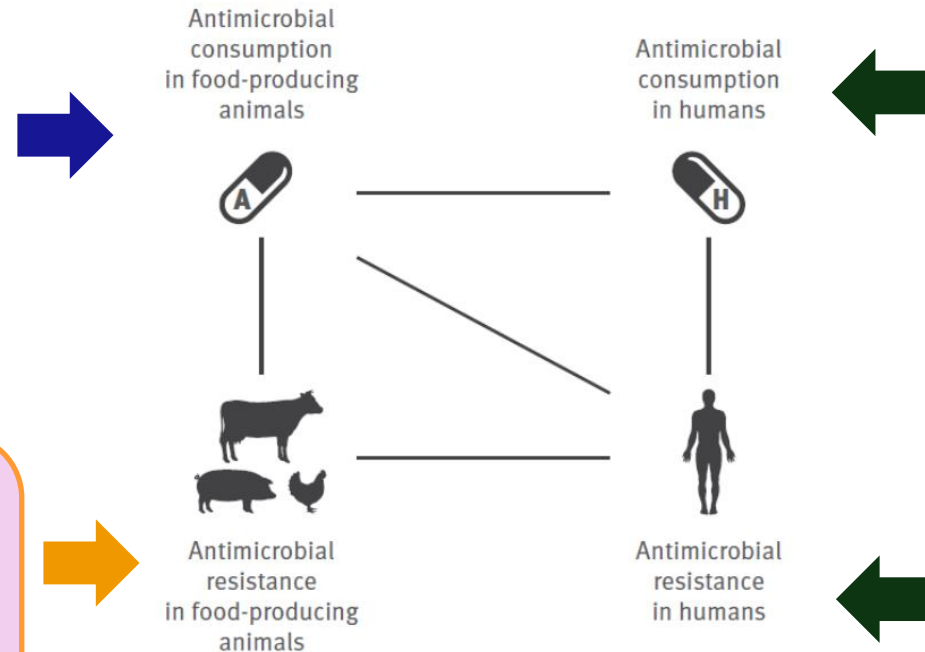 Antimicrobial
consumption
in food-producing
animals
Antimicrobial
consumption
in humans
A
H
Antimicrobial
resistance
in food-producing
animals
Antimicrobial
resistance
in humans